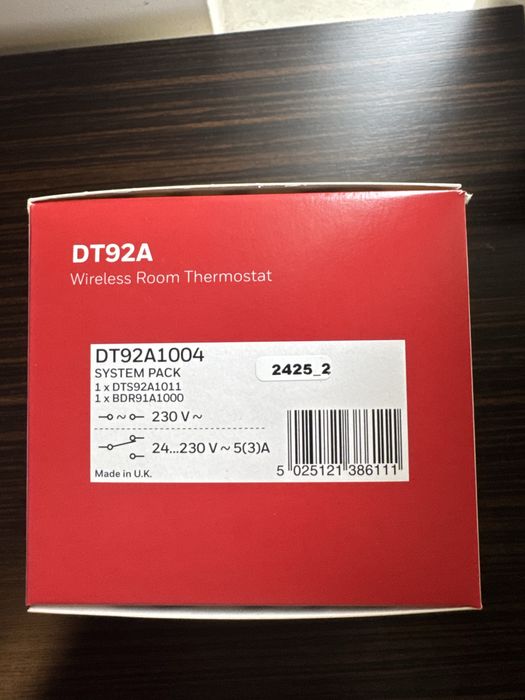 DT92A
Wireless Room Thermostat
DT92A1004
2425_2
SYSTEM PACK
1 x DTS92A1011
1 x BDR91A1000
230 V ~
24...230 V ~ 5(3)A
Made in U.K.
5 025121 386111